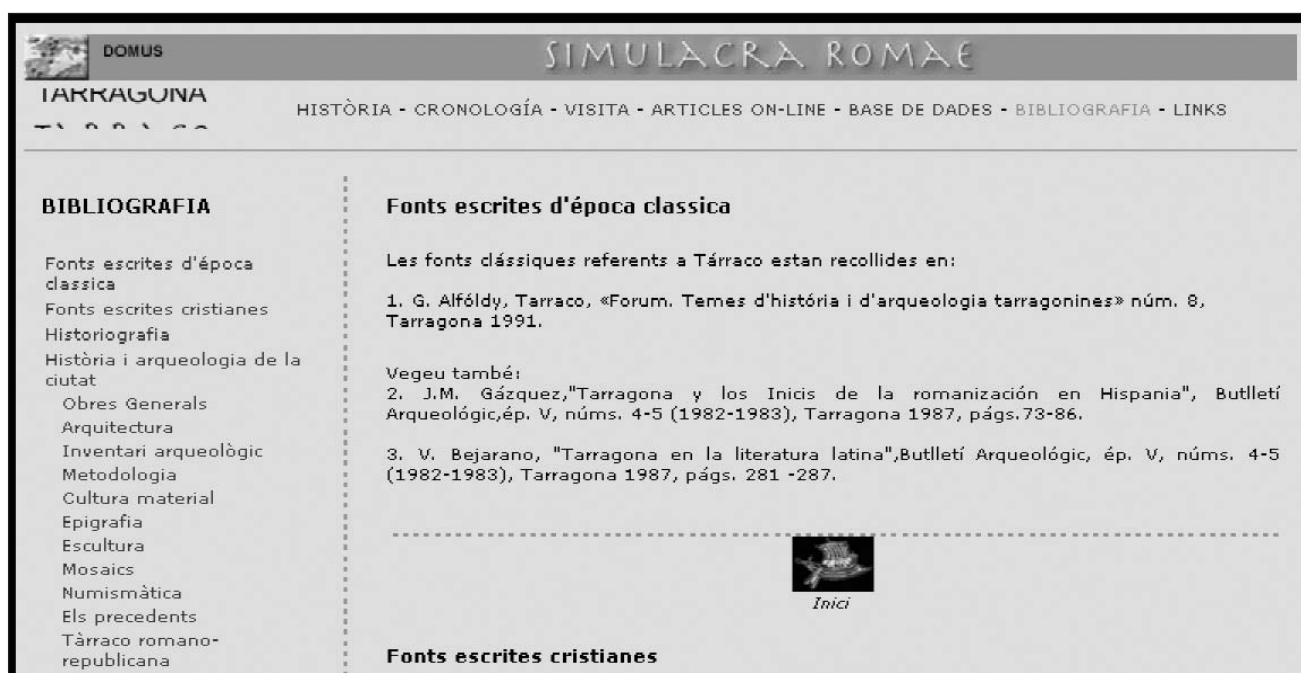 DOMUS
SIMULACRA ROMAE
TARRAGONA
HISTÒRIA - CRONOLOGÍA - VISITA - ARTICLES ON-LINE - BASE DE DADES - BIBLIOGRAFIA - LINKS
BIBLIOGRAFIA
Fonts escrites d'época
classica
Fonts escrites cristianes
Historiografia
Història i arqueologia de la
ciutat
Obres Generals
Arquitectura
Inventari arqueològic
Metodologia
Cultura material
Epigrafia
Escultura
Mosaics
Numismàtica
Els precedents
Tàrraco romano-
republicana
Fonts escrites d'época classica
Les fonts clássiques referents a Tárraco estan recollides en:
1. G. Alfóldy, Tarraco, «Forum. Temes d'história i d'arqueologia tarragonines» núm. 8,
Tarragona 1991.
Vegeu també:
2. J.M. Gázquez,"Tarragona y los Inicis de la romanización en Hispania", Butlletí
Arqueológic,ép. V, núms. 4-5 (1982-1983), Tarragona 1987, págs.73-86.
3. V. Bejarano, "Tarragona en la literatura latina",Butlletí Arqueológic, ép. V, núms. 4-5
(1982-1983), Tarragona 1987, págs. 281 -287.
Inici
Fonts escrites cristianes